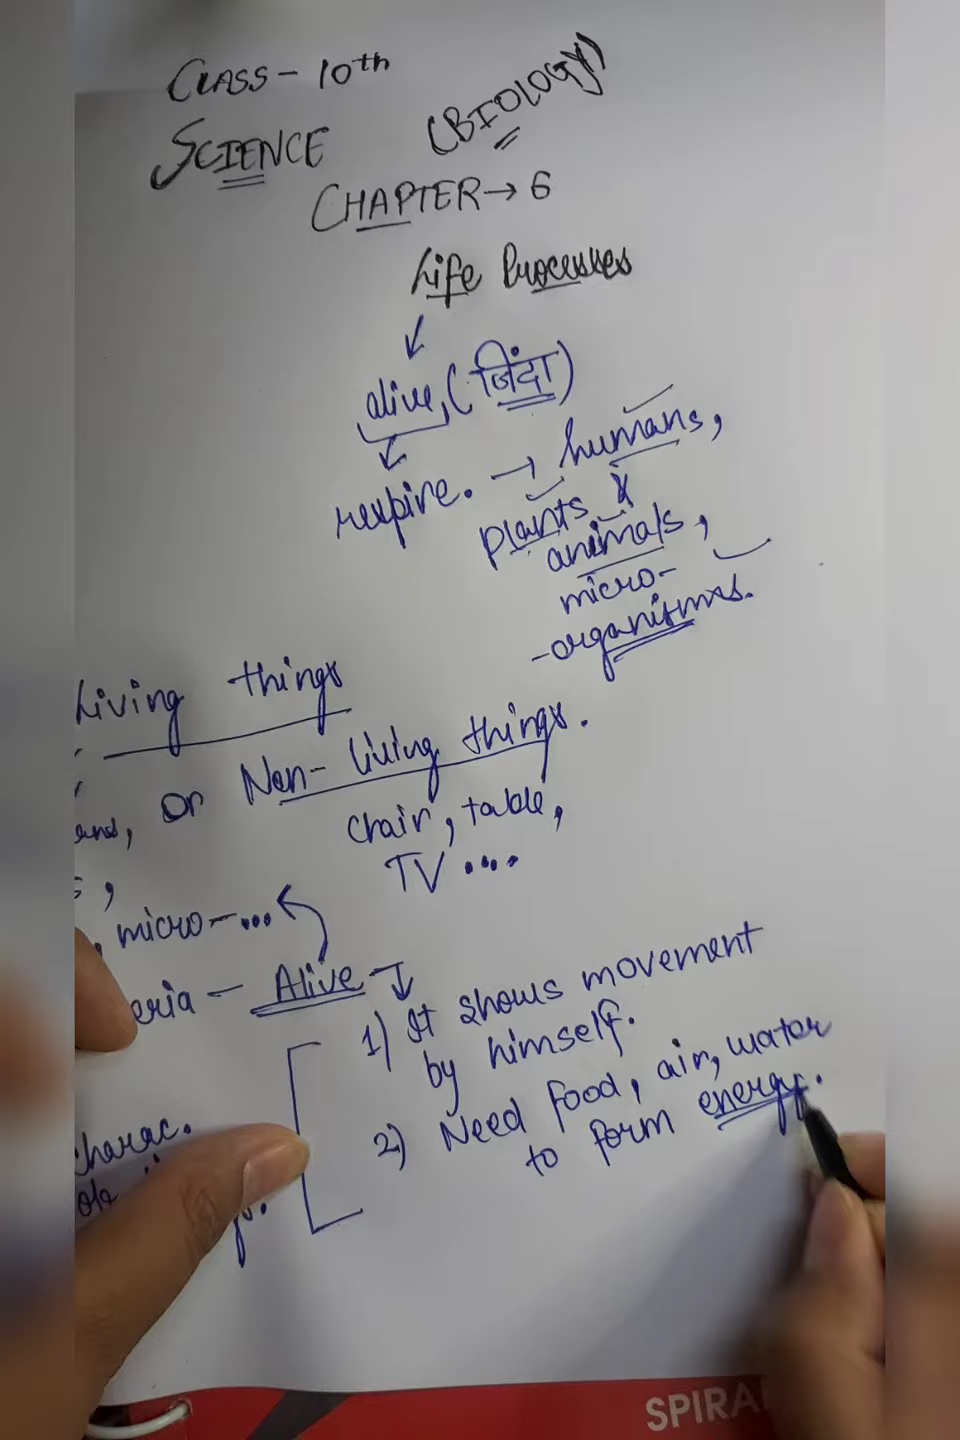 CLASS - 10th
SCIENCE (BIOLOGY)
CHAPTER → 6
Life Processes
alive, (जिंदा)
respire. → humans,
plants &
animals,
micro-
-organisms.
Living things
or Non-living things.
chair, table,
TV ....
, micro-...
eria - Alive
1) It shows movement
by himself.
2) Need food, air, water
to form energy.
charac.
SPIRA